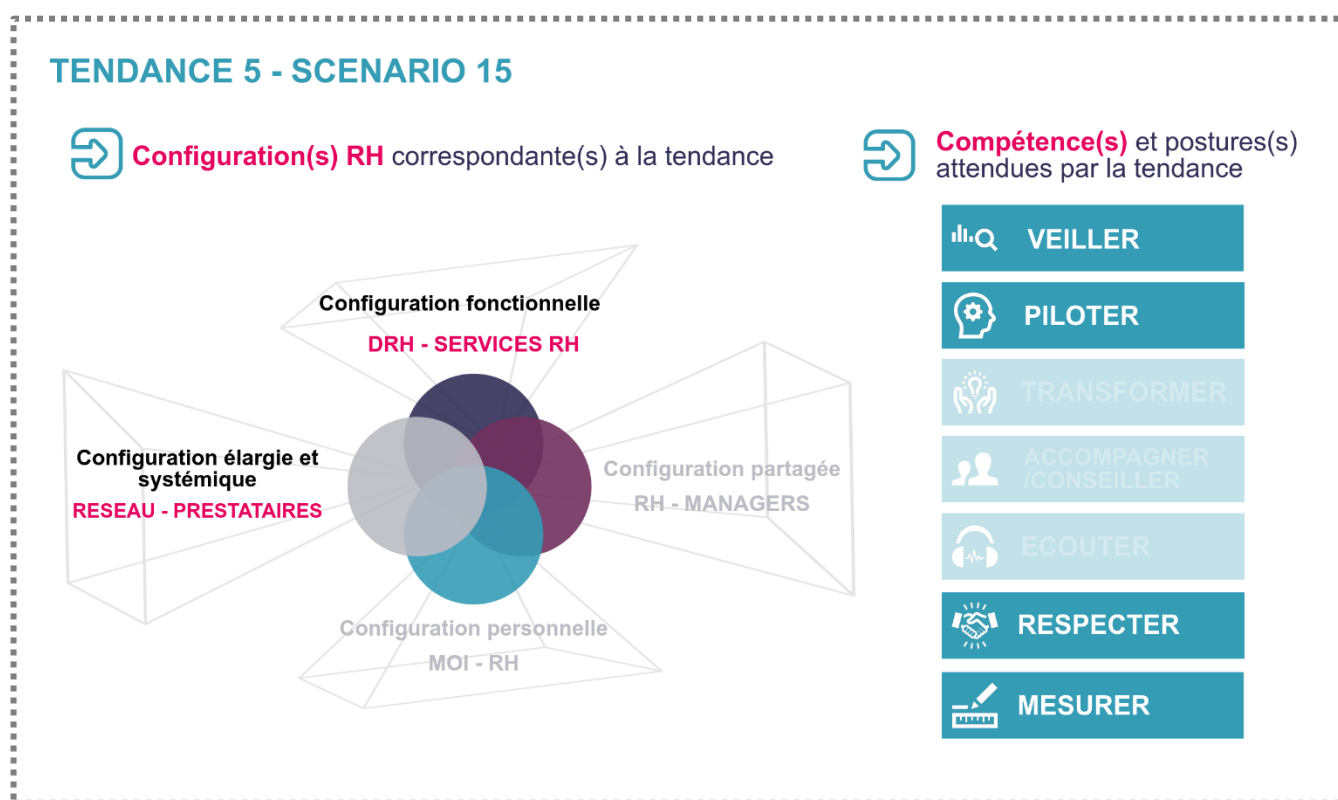 TENDANCE 5 - SCENARIO 15
Configuration(s) RH correspondante(s) à la tendance
Compétence(s) et postures(s)
attendues par la tendance
Configuration fonctionnelle
DRH - SERVICES RH
Configuration élargie et
systémique
RESEAU - PRESTATAIRES
Configuration partagée
RH - MANAGERS
Configuration personnelle
MOI - RH
VEILLER
PILOTER
TRANSFORMER
ACCOMPAGNER
/CONSEILLER
ECOUTER
RESPECTER
MESURER